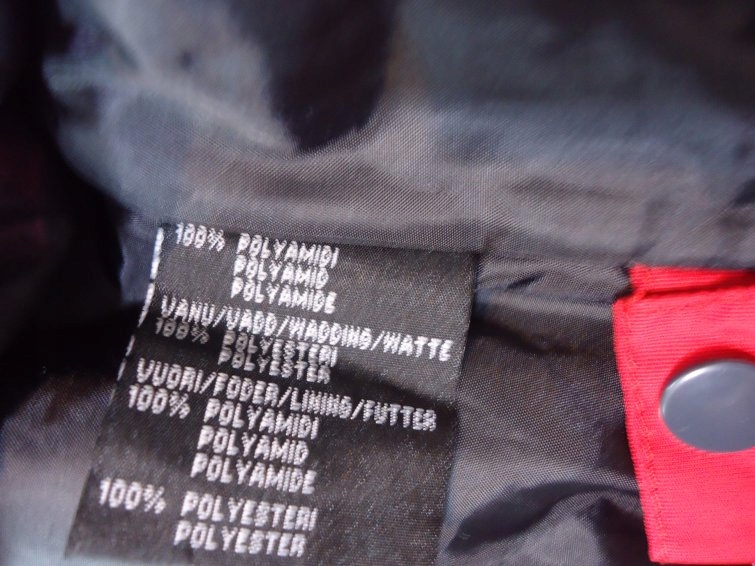 100% POLYAMIDI
POLYAMID
POLYAMIDE
VANU/VADD/WADDING/WATTE
100% POLYESTERI
POLYESTER
VUORI/FODER/LINING/FUTTER
100% POLYAMIDI
POLYAMID
POLYAMIDE
100% POLYESTERI
POLYESTER